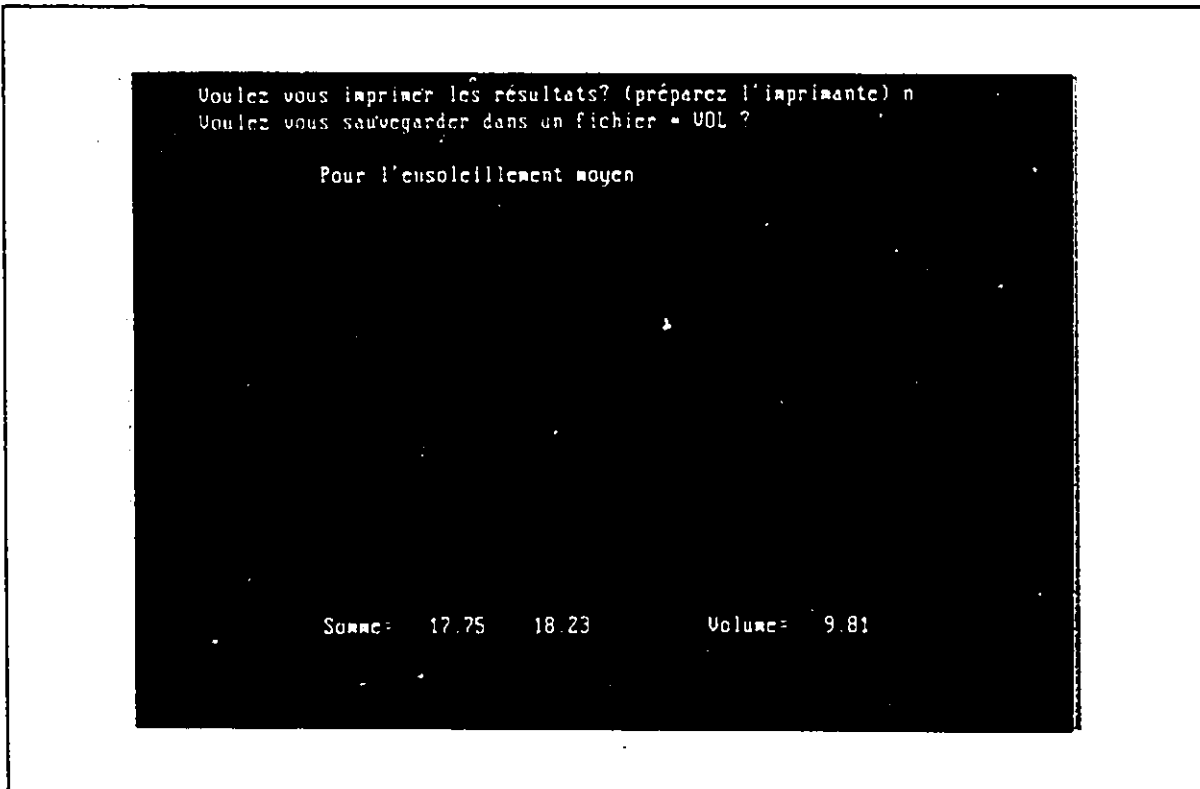 Voulez vous imprimer les résultats? (préparez l'imprimante) n
Voulez vous sauvegarder dans un fichier = VOL ?
Pour l'ensoleillement moyen
Somme= 17.75 18.23 Volume= 9.81